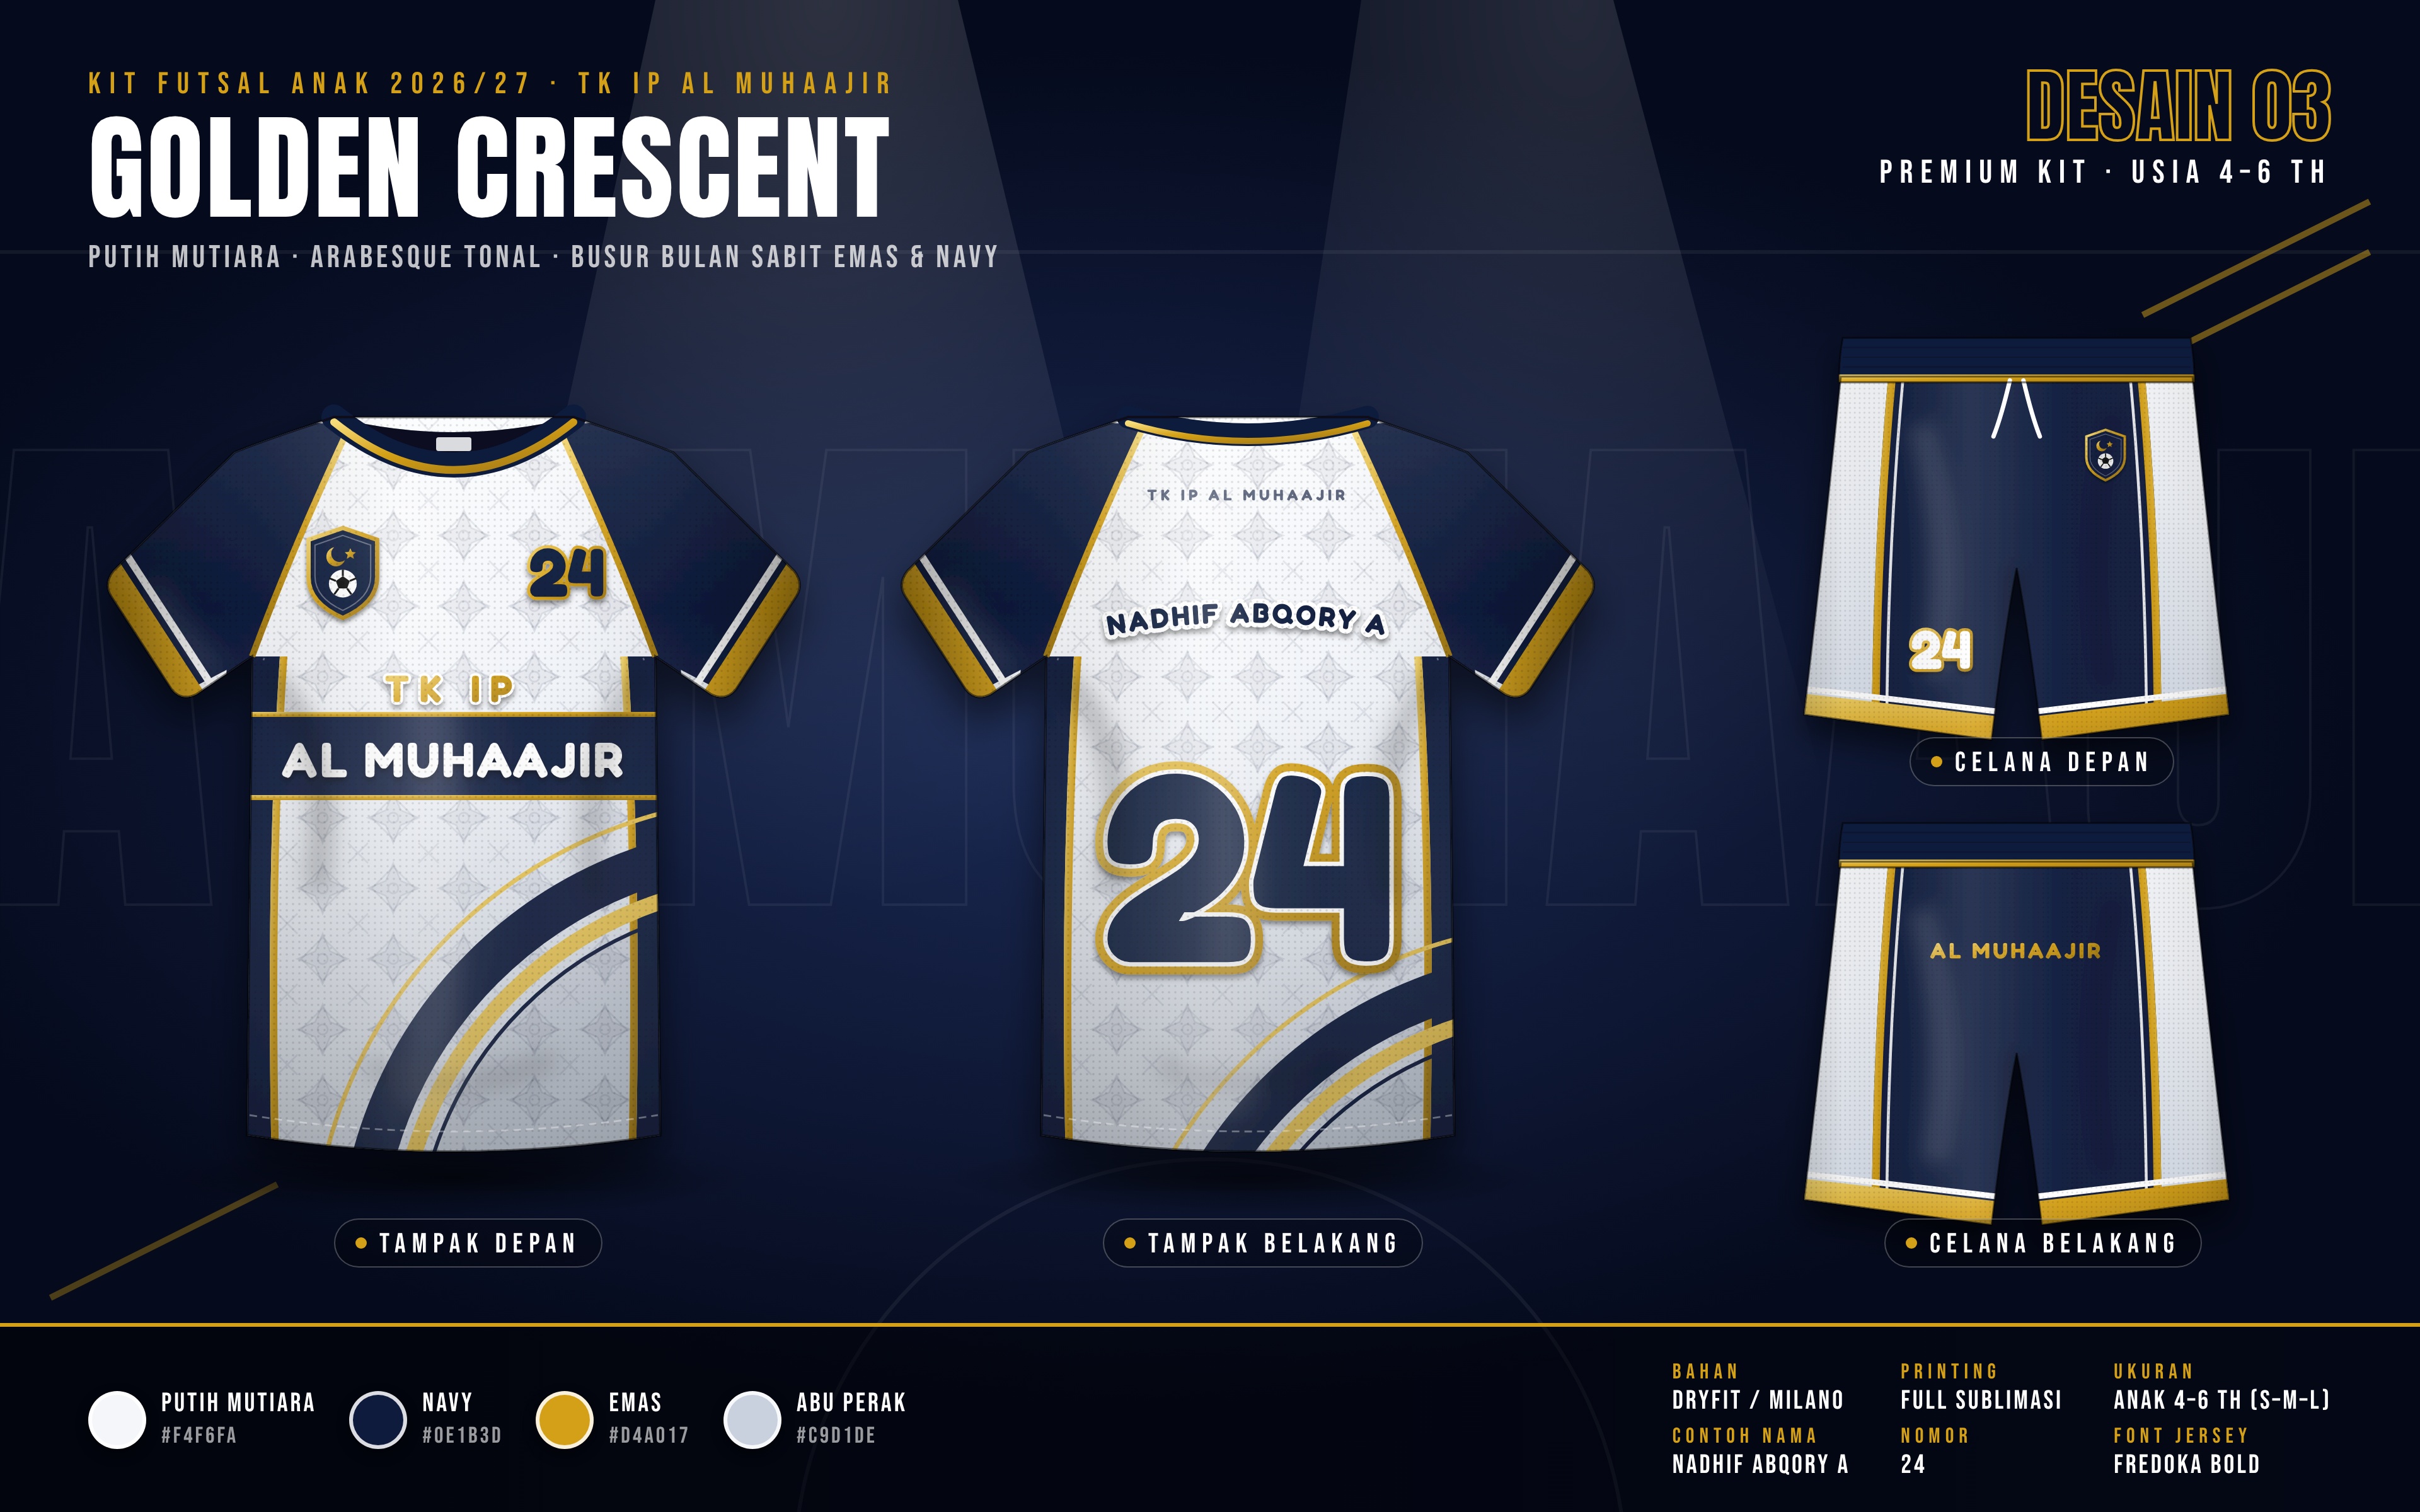 KIT FUTSAL ANAK 2026/27 · TK IP AL MUHAAJIR
GOLDEN CRESCENT
PUTIH MUTIARA · ARABESQUE TONAL · BUSUR BULAN SABIT EMAS & NAVY
DESAIN 03
PREMIUM KIT · USIA 4-6 TH
24
TK IP
AL MUHAAJIR
TAMPAK DEPAN
TK IP AL MUHAAJIR
NADHIF ABQORY A
24
TAMPAK BELAKANG
24
CELANA DEPAN
AL MUHAAJIR
CELANA BELAKANG
PUTIH MUTIARA
#F4F6FA
NAVY
#0E1B3D
EMAS
#D4A017
ABU PERAK
#C9D1DE
BAHAN
DRYFIT / MILANO
PRINTING
FULL SUBLIMASI
UKURAN
ANAK 4-6 TH (S-M-L)
CONTOH NAMA
NADHIF ABQORY A
NOMOR
24
FONT JERSEY
FREDOKA BOLD